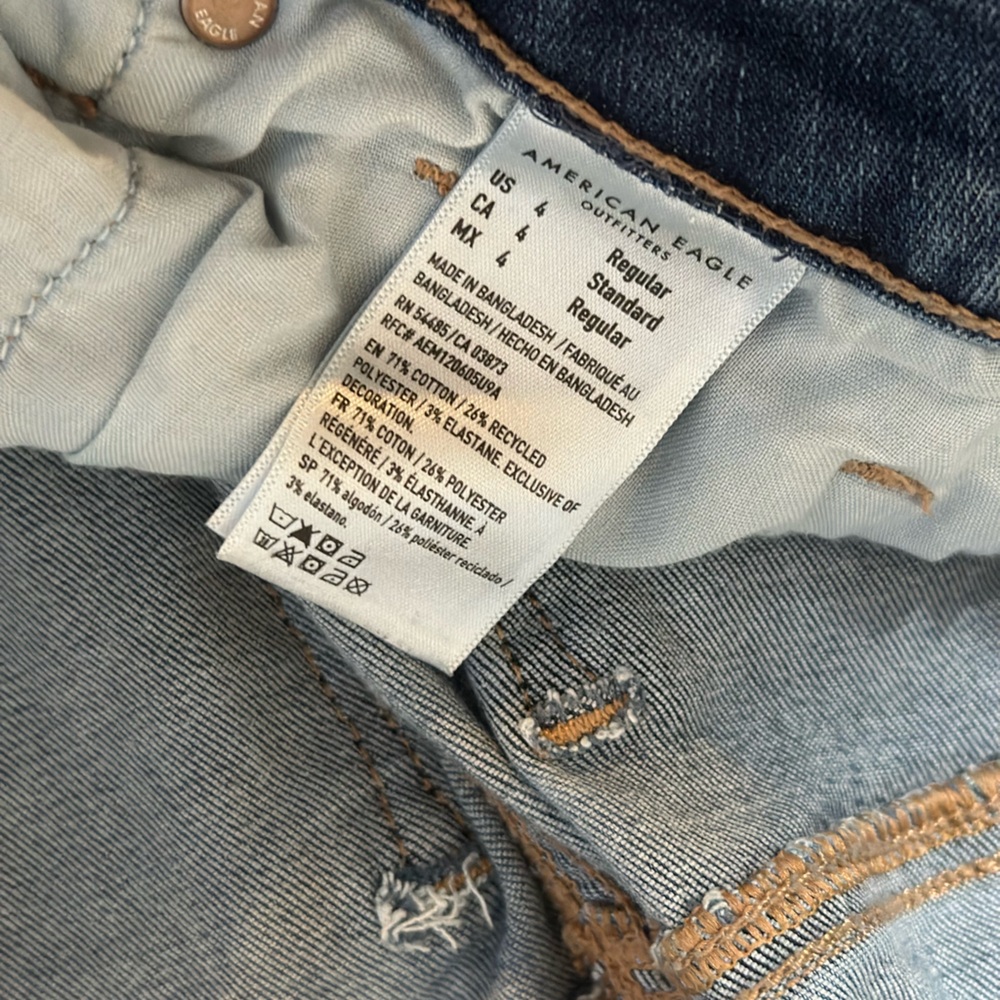 AN
EAGLE
AMERICAN EAGLE
OUTFITTERS
US 4 Regular
CA 4 Standard
MX 4 Regular
MADE IN BANGLADESH / FABRIQUÉ AU
BANGLADESH / HECHO EN BANGLADESH
RN 54485 / CA 03873
RFC# AEM120605U9A
EN 71% COTTON / 26% RECYCLED
POLYESTER / 3% ELASTANE. EXCLUSIVE OF
DECORATION.
FR 71% COTON / 26% POLYESTER
RÉGÉNÉRÉ / 3% ÉLASTHANNE. À
L'EXCEPTION DE LA GARNITURE.
SP 71% algodón / 26% poliéster reciclado /
3% elastano.